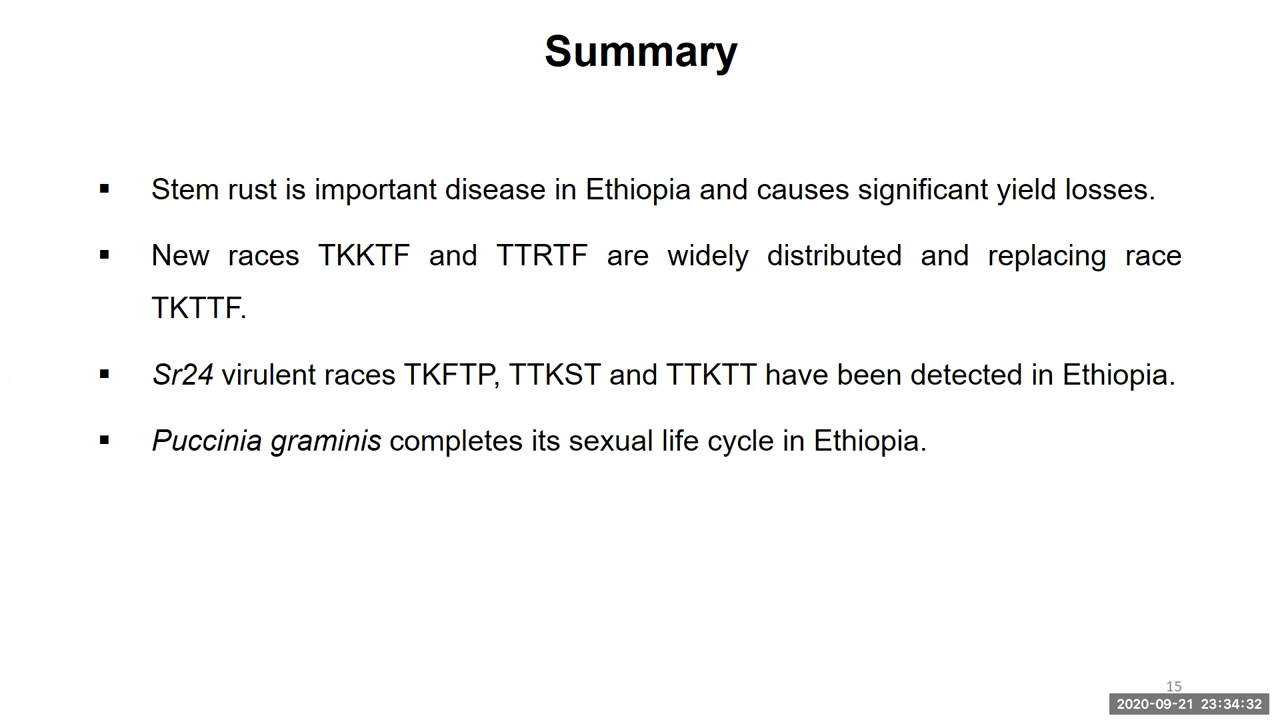 Summary
▪ Stem rust is important disease in Ethiopia and causes significant yield losses.
▪ New races TKKTF and TTRTF are widely distributed and replacing race
TKTTF.
▪ Sr24 virulent races TKFTP, TTKST and TTKTT have been detected in Ethiopia.
▪ Puccinia graminis completes its sexual life cycle in Ethiopia.
15
2020-09-21 23:34:32